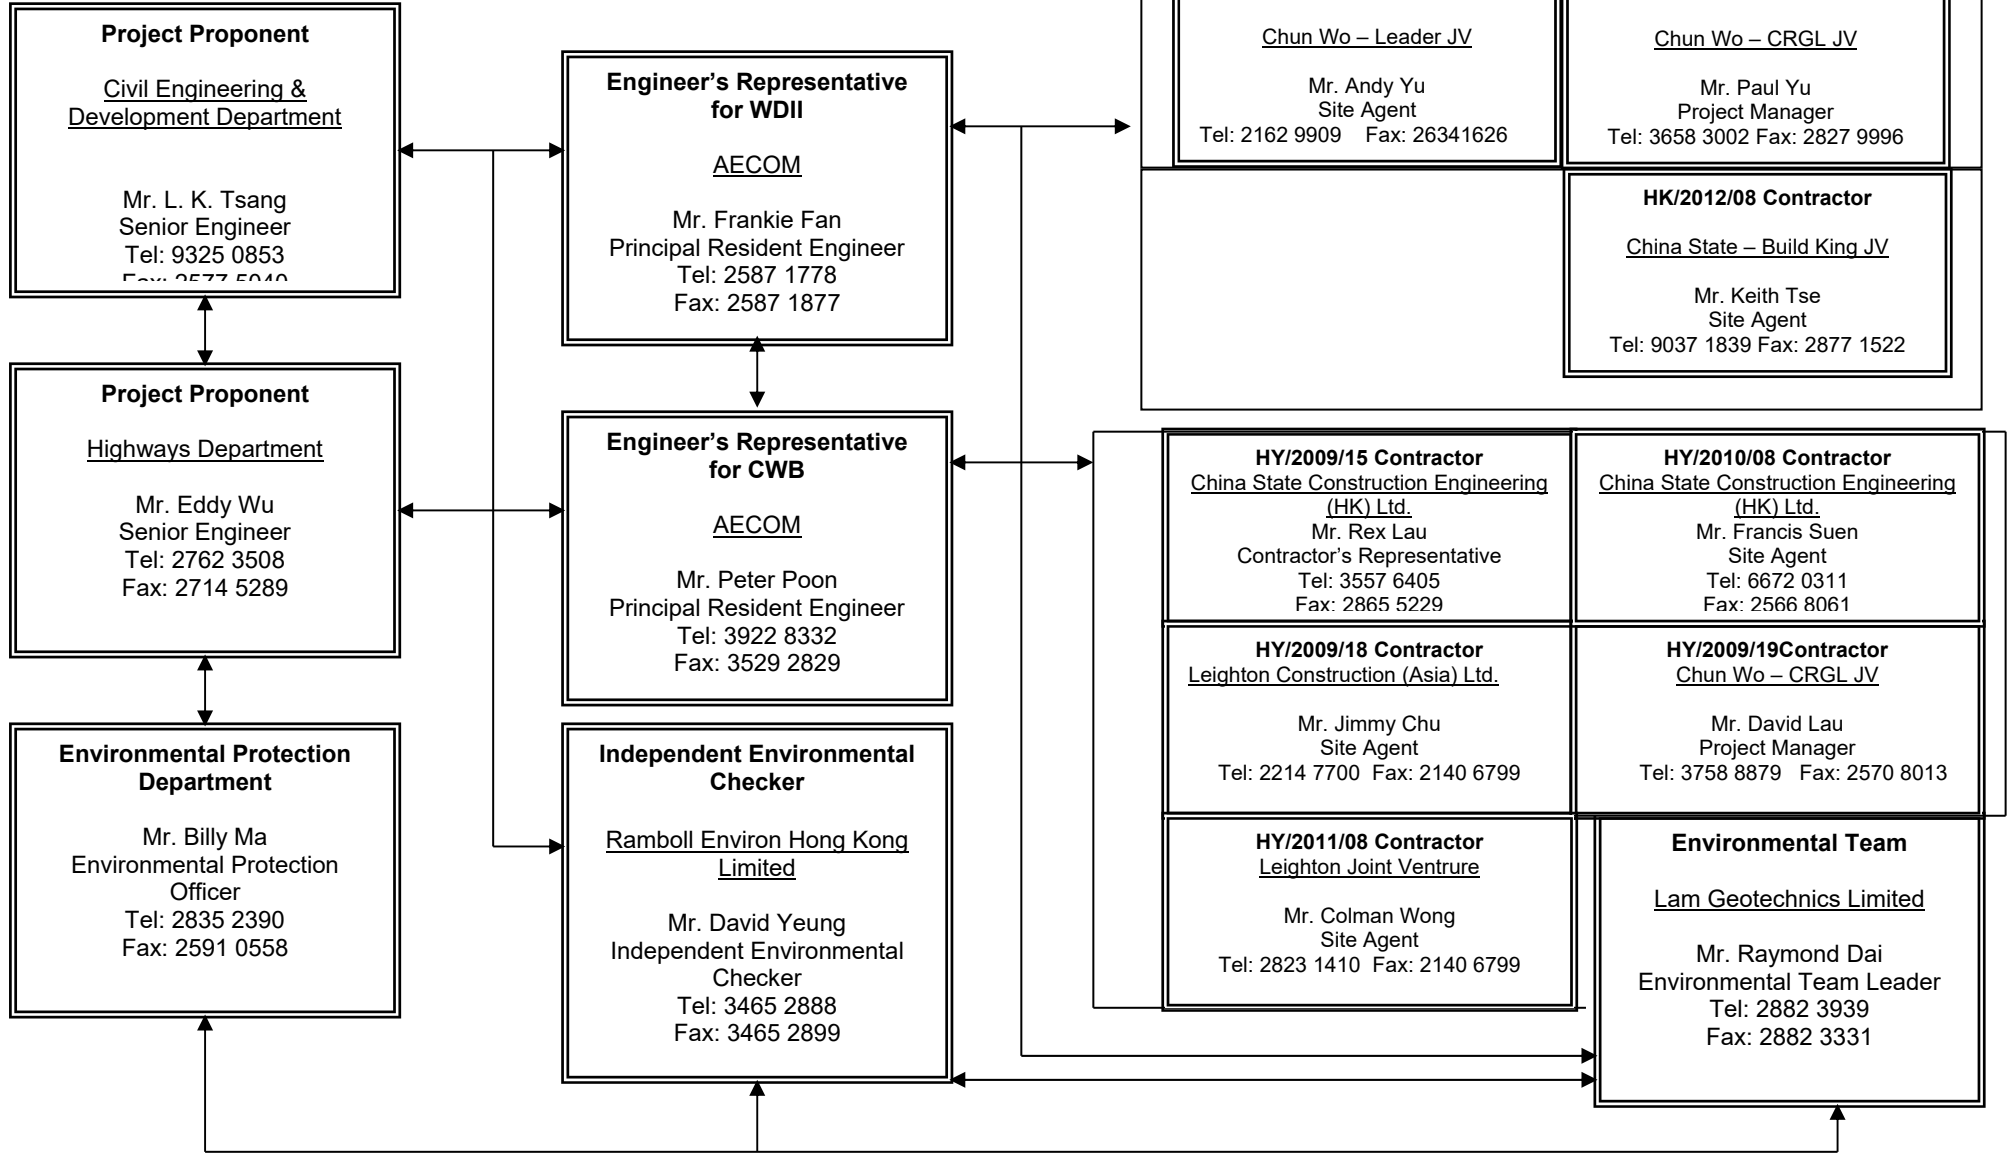 Project Proponent
Civil Engineering &
Development Department
Mr. L. K. Tsang
Senior Engineer
Tel: 9325 0853
Fax: 2577 5040
Project Proponent
Highways Department
Mr. Eddy Wu
Senior Engineer
Tel: 2762 3508
Fax: 2714 5289
Environmental Protection
Department
Mr. Billy Ma
Environmental Protection
Officer
Tel: 2835 2390
Fax: 2591 0558
Engineer’s Representative
for WDII
AECOM
Mr. Frankie Fan
Principal Resident Engineer
Tel: 2587 1778
Fax: 2587 1877
Engineer’s Representative
for CWB
AECOM
Mr. Peter Poon
Principal Resident Engineer
Tel: 3922 8332
Fax: 3529 2829
Independent Environmental
Checker
Ramboll Environ Hong Kong
Limited
Mr. David Yeung
Independent Environmental
Checker
Tel: 3465 2888
Fax: 3465 2899
Chun Wo – Leader JV
Mr. Andy Yu
Site Agent
Tel: 2162 9909    Fax: 26341626
Chun Wo – CRGL JV
Mr. Paul Yu
Project Manager
Tel: 3658 3002 Fax: 2827 9996
HK/2012/08 Contractor
China State – Build King JV
Mr. Keith Tse
Site Agent
Tel: 9037 1839 Fax: 2877 1522
HY/2009/15 Contractor
China State Construction Engineering
(HK) Ltd.
Mr. Rex Lau
Contractor’s Representative
Tel: 3557 6405
Fax: 2865 5229
HY/2010/08 Contractor
China State Construction Engineering
(HK) Ltd.
Mr. Francis Suen
Site Agent
Tel: 6672 0311
Fax: 2566 8061
HY/2009/18 Contractor
Leighton Construction (Asia) Ltd.
Mr. Jimmy Chu
Site Agent
Tel: 2214 7700  Fax: 2140 6799
HY/2009/19Contractor
Chun Wo – CRGL JV
Mr. David Lau
Project Manager
Tel: 3758 8879   Fax: 2570 8013
HY/2011/08 Contractor
Leighton Joint Ventrure
Mr. Colman Wong
Site Agent
Tel: 2823 1410  Fax: 2140 6799
Environmental Team
Lam Geotechnics Limited
Mr. Raymond Dai
Environmental Team Leader
Tel: 2882 3939
Fax: 2882 3331